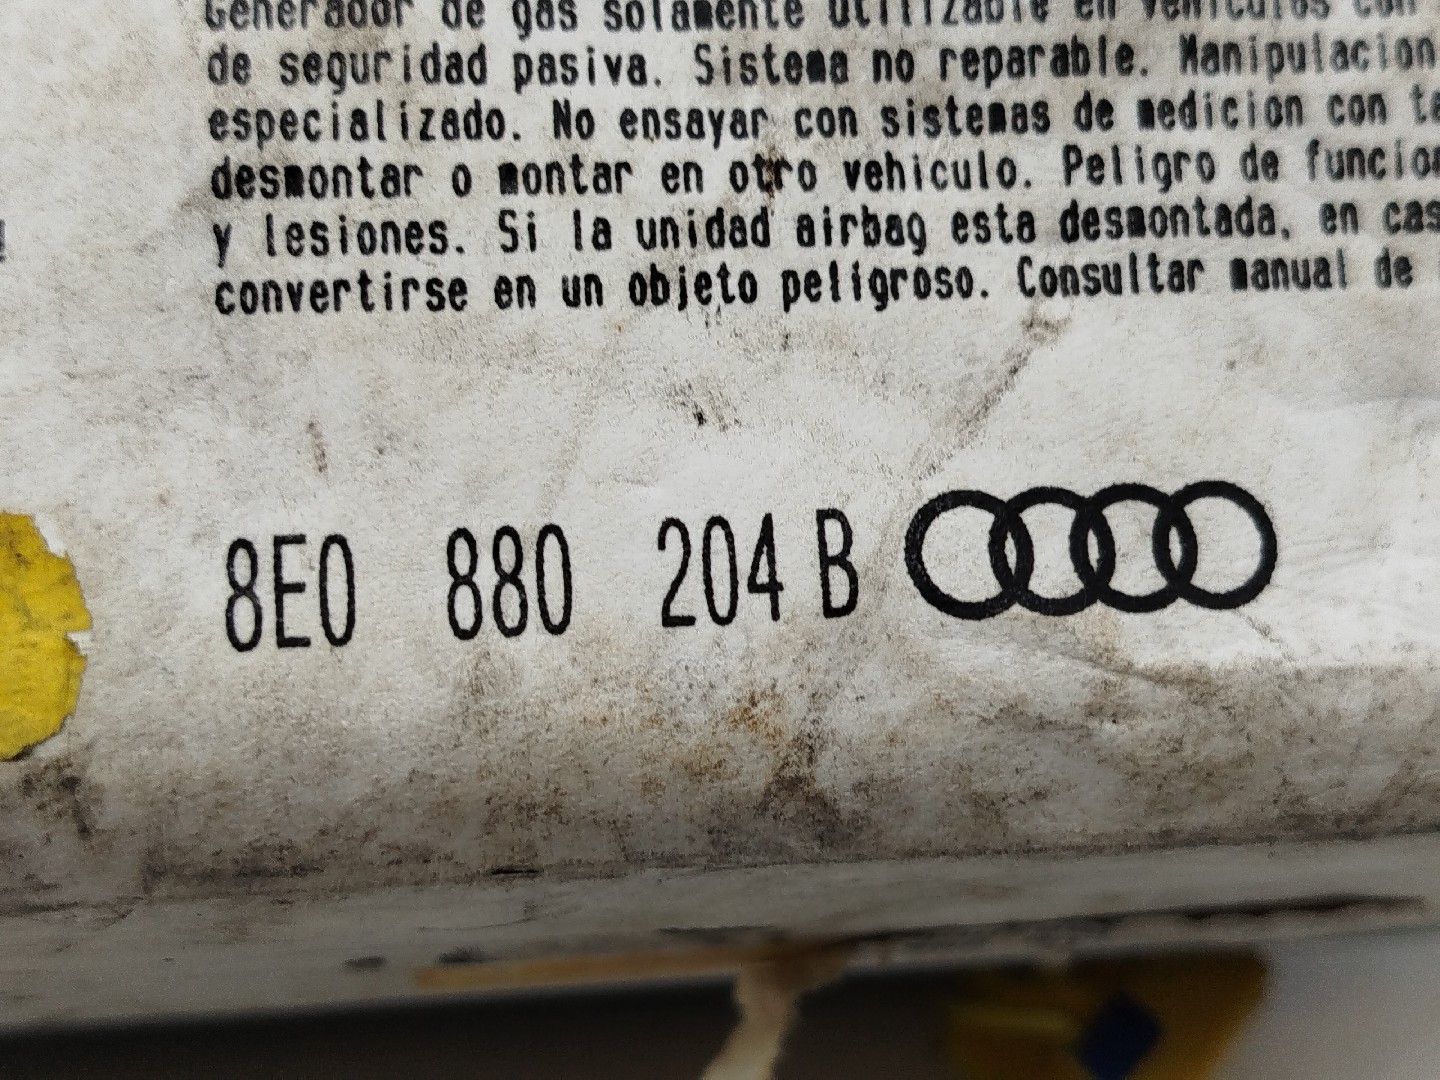 Generador de gas solamente utilizable en vehiculos con
de seguridad pasiva. Sistema no reparable. Manipulacion
especializado. No ensayar con sistemas de medicion con
desmontar o montar en otro vehiculo. Peligro de
y lesiones. Si la unidad airbag esta desmontada, en
convertirse en un objeto peligroso. Consultar manual de
8E0 880 204 B